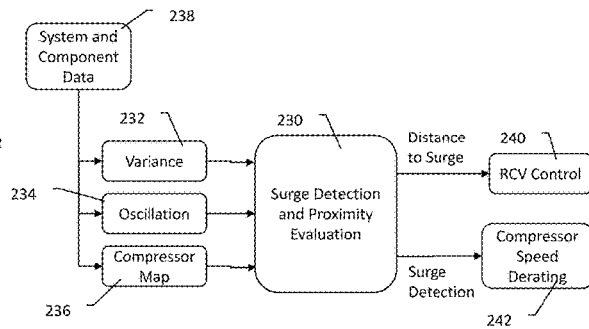 238
System and
Component
Data
232
Variance
234
Oscillation
Compressor
Map
236
230
Surge Detection
and Proximity
Evaluation
Distance
to Surge
240
RCV Control
Surge
Detection
Compressor
Speed
Derating
242